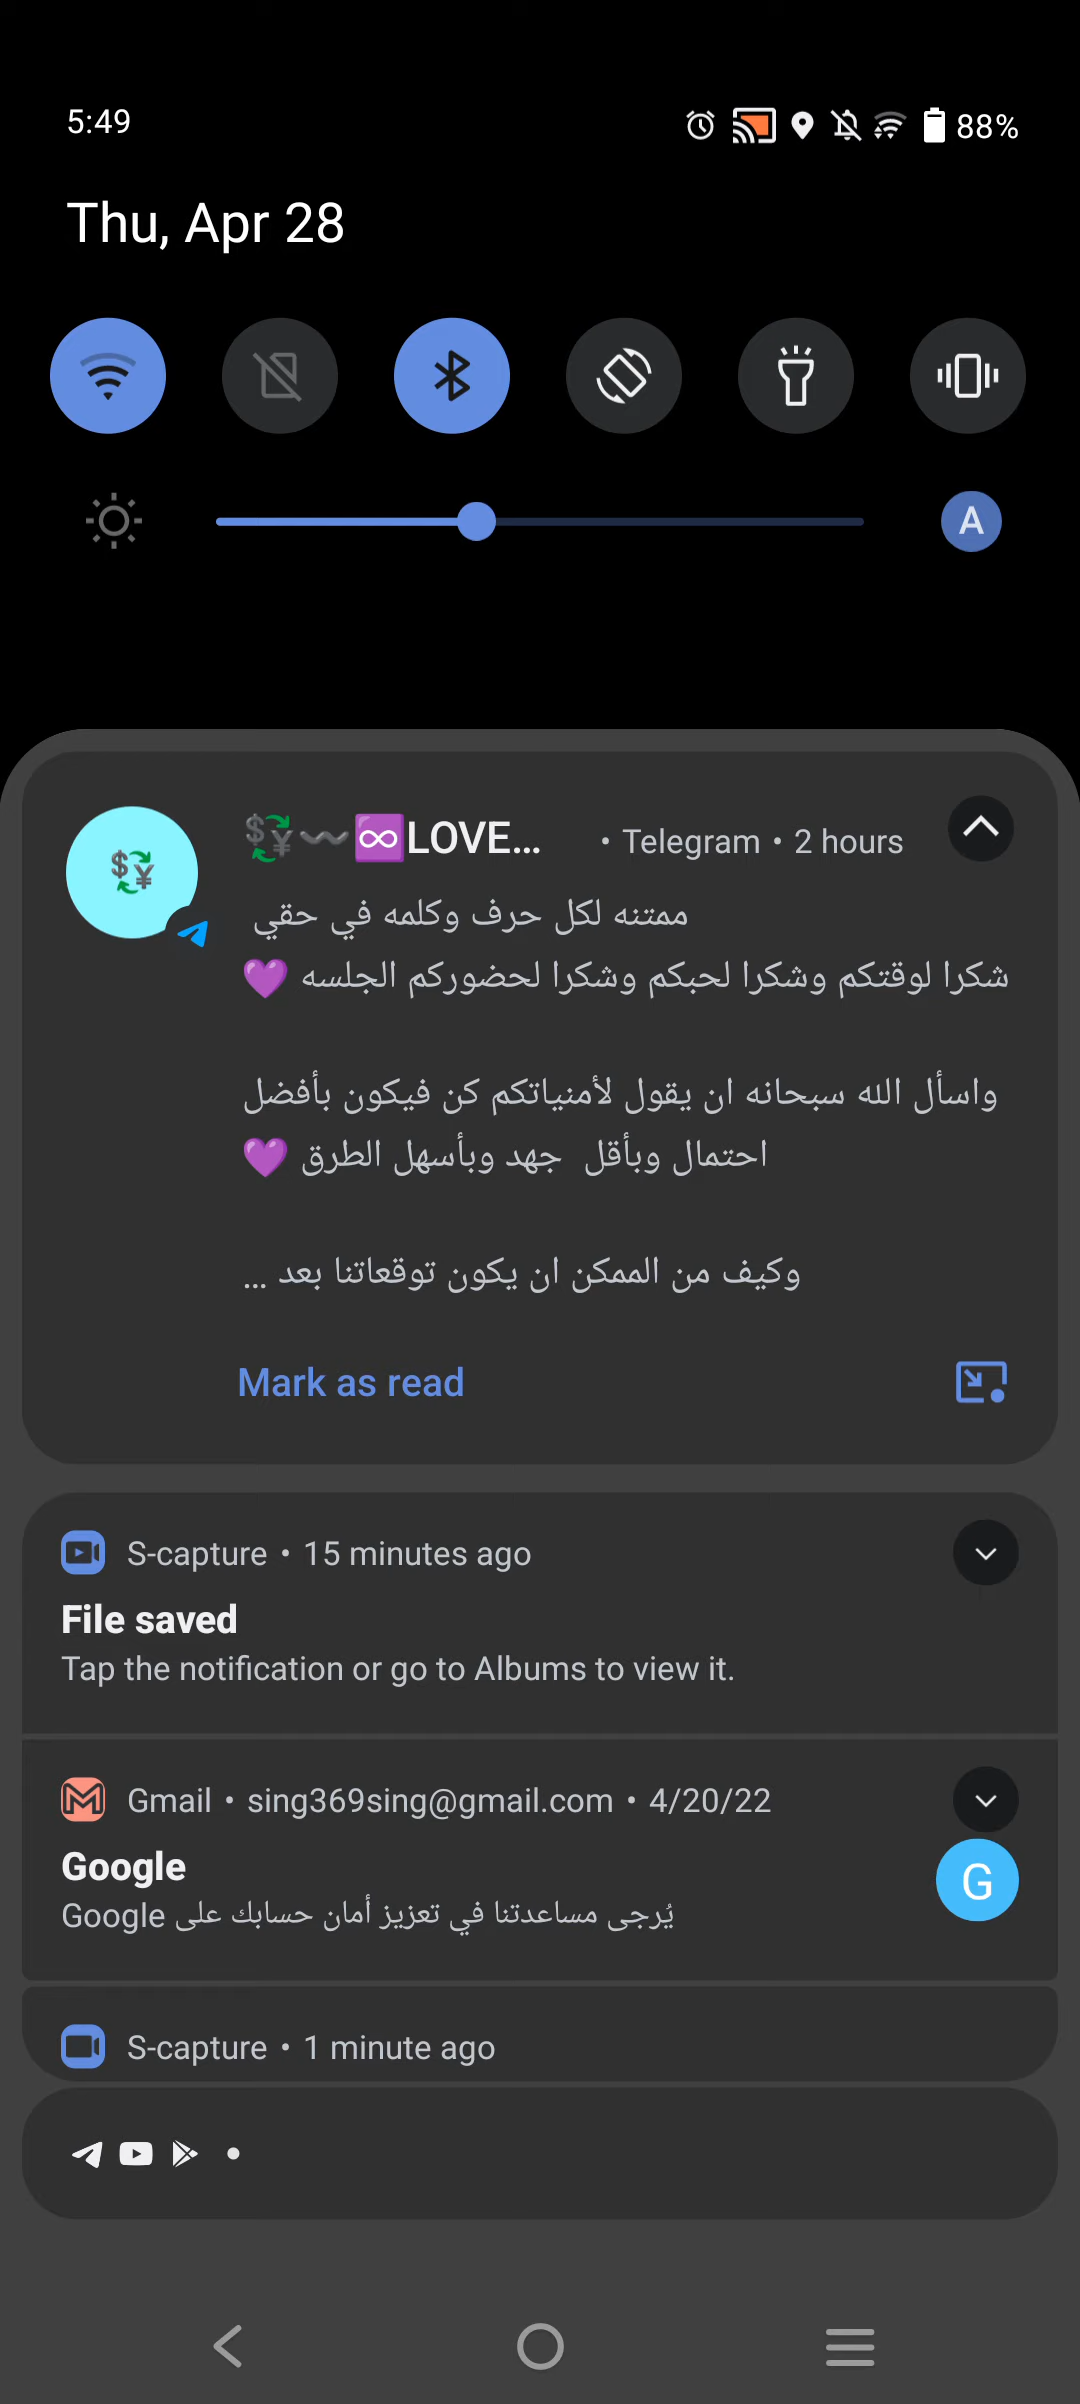 5:49
88%
Thu, Apr 28
A
💱〰️♾️LOVE... • Telegram • 2 hours
ممتنه لكل حرف وكلمه في حقي
شكرا لوقتكم وشكرا لحبكم وشكرا لحضوركم الجلسه 💜
واسأل الله سبحانه ان يقول لأمنياتكم كن فيكون بأفضل
احتمال وبأقل جهد وبأسهل الطرق 💜
وكيف من الممكن ان يكون توقعاتنا بعد ...
Mark as read
S-capture • 15 minutes ago
File saved
Tap the notification or go to Albums to view it.
Gmail • sing369sing@gmail.com • 4/20/22
Google
G
يُرجى مساعدتنا في تعزيز أمان حسابك على Google
S-capture • 1 minute ago